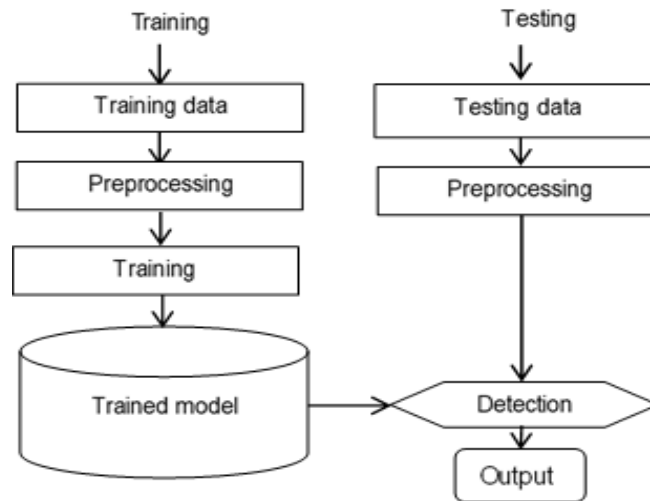 Training
Training data
Preprocessing
Training
Trained model
Testing
Testing data
Preprocessing
Detection
Output